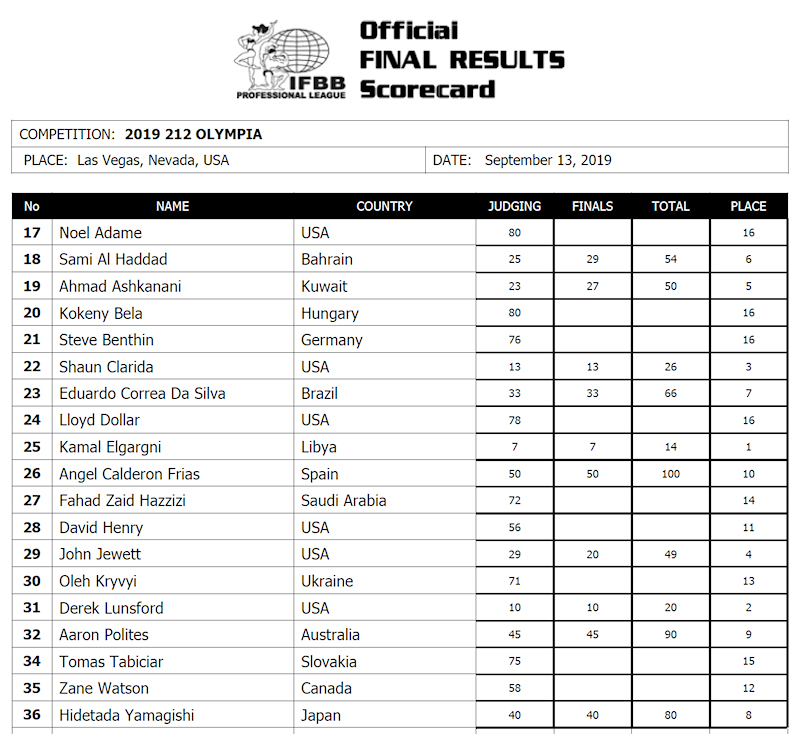 Official
FINAL RESULTS
Scorecard
IFBB
PROFESSIONAL LEAGUE
COMPETITION: 2019 212 OLYMPIA
PLACE: Las Vegas, Nevada, USA DATE: September 13, 2019
No NAME COUNTRY JUDGING FINALS TOTAL PLACE
17 Noel Adame USA 80 16
18 Sami Al Haddad Bahrain 25 29 54 6
19 Ahmad Ashkanani Kuwait 23 27 50 5
20 Kokeny Bela Hungary 80 16
21 Steve Benthin Germany 76 16
22 Shaun Clarida USA 13 13 26 3
23 Eduardo Correa Da Silva Brazil 33 33 66 7
24 Lloyd Dollar USA 78 16
25 Kamal Elgargni Libya 7 7 14 1
26 Angel Calderon Frias Spain 50 50 100 10
27 Fahad Zaid Hazzizi Saudi Arabia 72 14
28 David Henry USA 56 11
29 John Jewett USA 29 20 49 4
30 Oleh Kryvyi Ukraine 71 13
31 Derek Lunsford USA 10 10 20 2
32 Aaron Polites Australia 45 45 90 9
34 Tomas Tabiciar Slovakia 75 15
35 Zane Watson Canada 58 12
36 Hidetada Yamagishi Japan 40 40 80 8